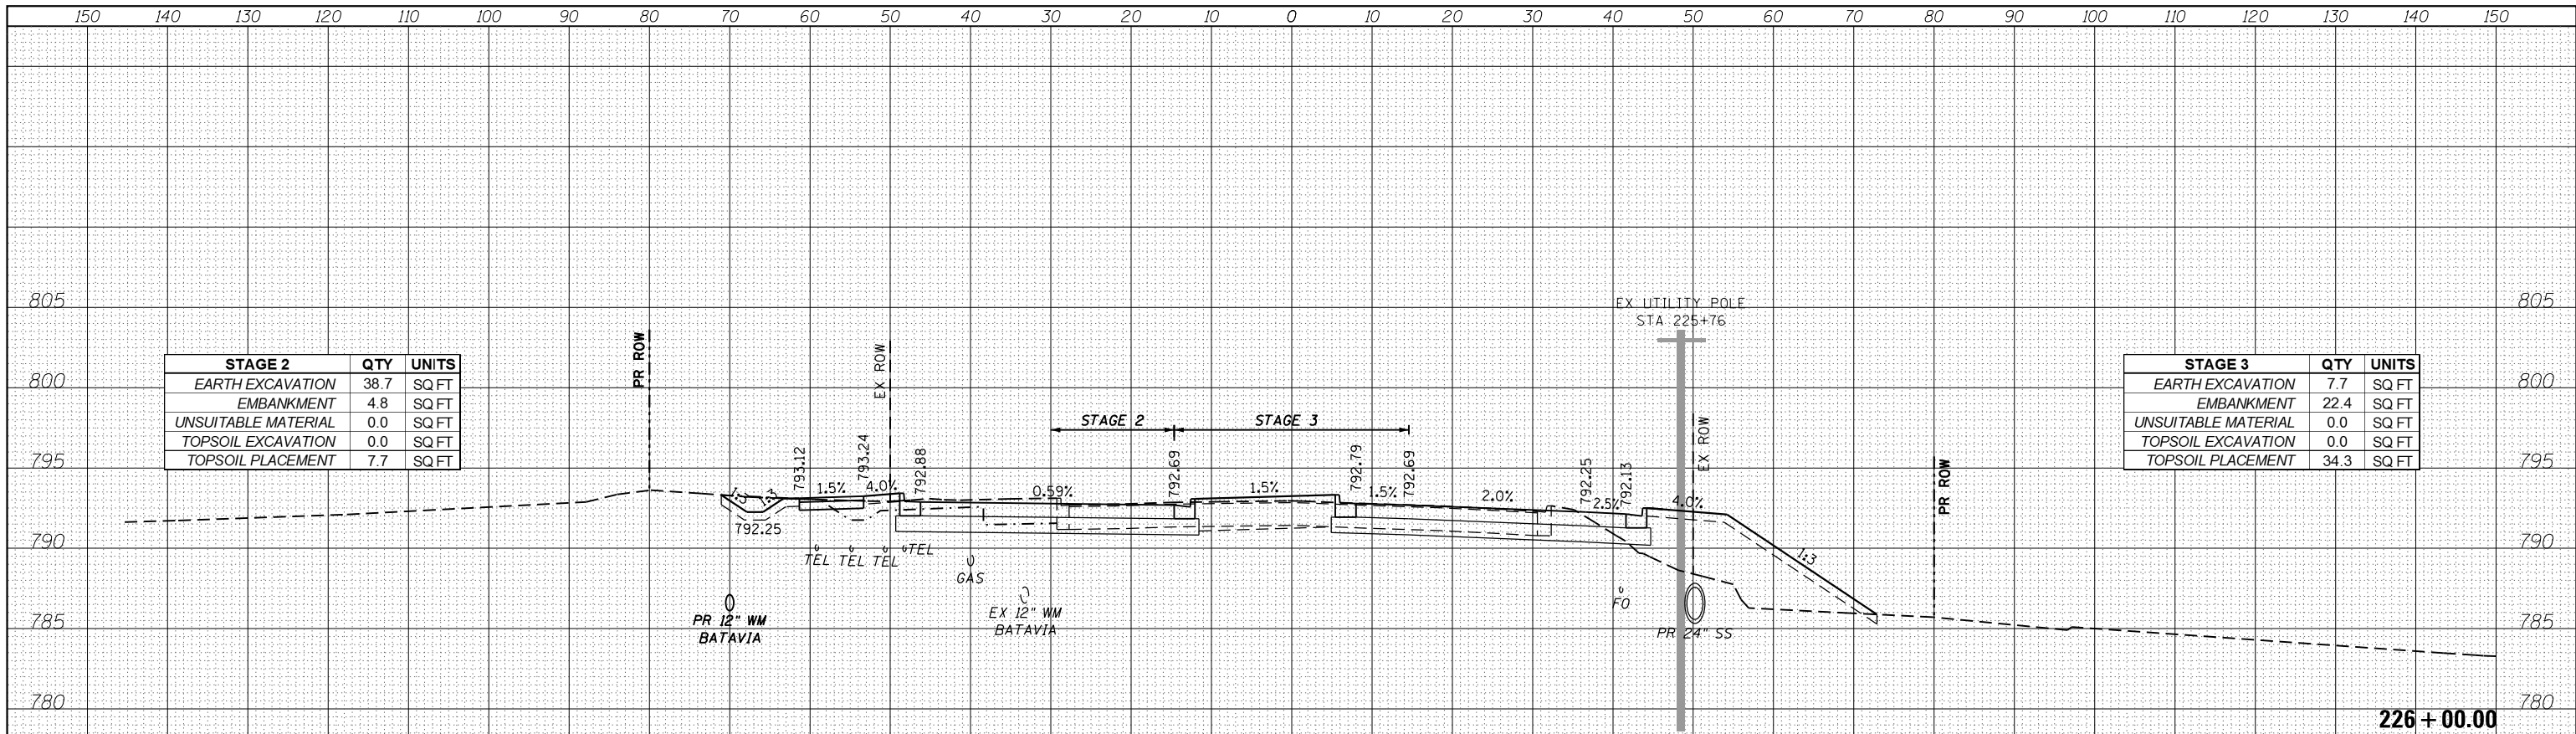 150 140 130 120 110 100 90 80 70 60 50 40 30 20 10 0 10 20 30 40 50 60 70 80 90 100 110 120 130 140 150
805 805
EX UTILITY POLE
STA 225+76
PR ROW
EX ROW
STAGE 2 QTY UNITS
EARTH EXCAVATION 38.7 SQ FT
EMBANKMENT 4.8 SQ FT
UNSUITABLE MATERIAL 0.0 SQ FT
TOPSOIL EXCAVATION 0.0 SQ FT
TOPSOIL PLACEMENT 7.7 SQ FT
STAGE 3 QTY UNITS
EARTH EXCAVATION 7.7 SQ FT
EMBANKMENT 22.4 SQ FT
UNSUITABLE MATERIAL 0.0 SQ FT
TOPSOIL EXCAVATION 0.0 SQ FT
TOPSOIL PLACEMENT 34.3 SQ FT
800 800
STAGE 2 STAGE 3
EX ROW
PR ROW
795 795
793.12
793.24
792.88
792.69
792.79
792.69
792.25
792.13
1:3 1:3 1.5% 4.0% 0.59% 1.5% 1.5% 2.0% 2.5% 4.0%
792.25
1:3
790 790
TEL TEL TEL TEL
GAS
FO
EX 12" WM
BATAVIA
PR 12" WM
BATAVIA
PR 24" SS
785 785
780 780
226+00.00